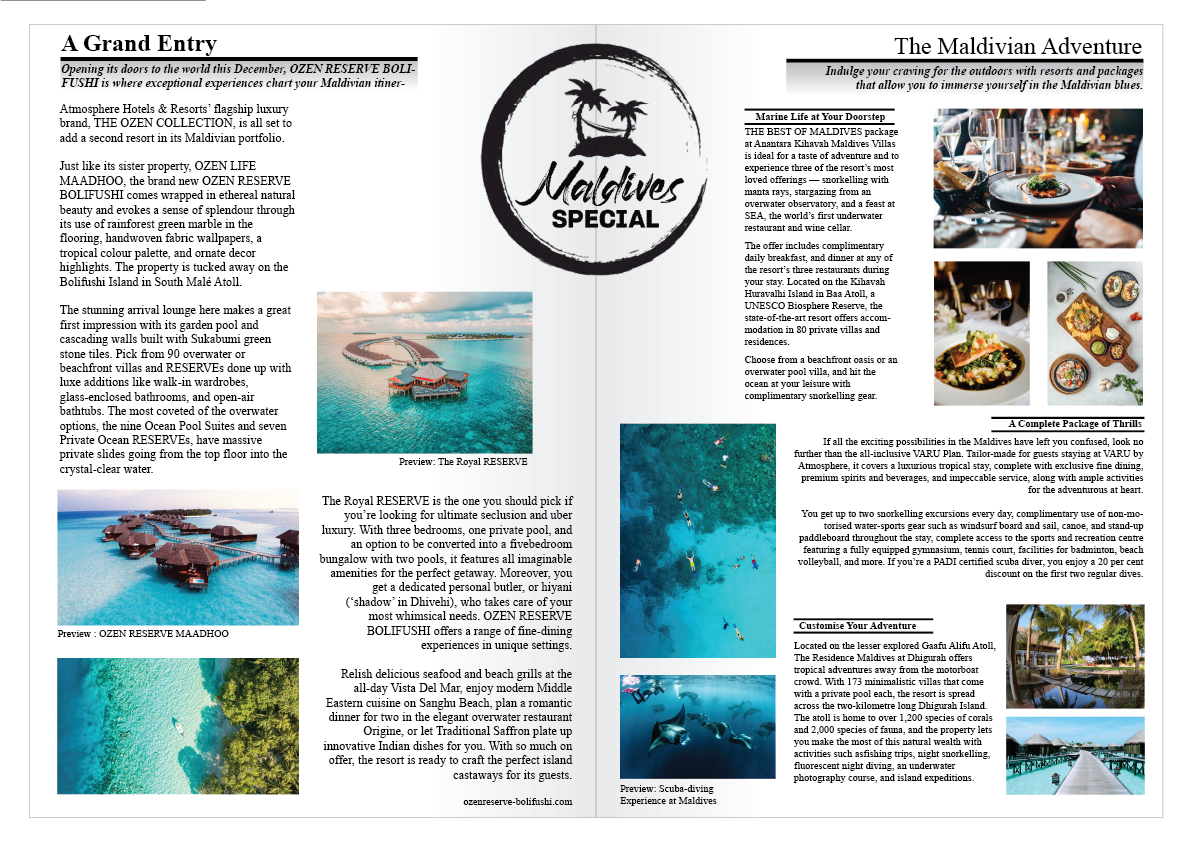 A Grand Entry
Opening its doors to the world this December, OZEN RESERVE BOLI-
FUSHI is where exceptional experiences chart your Maldivian itiner-
Atmosphere Hotels & Resorts’ flagship luxury
brand, THE OZEN COLLECTION, is all set to
add a second resort in its Maldivian portfolio.
Just like its sister property, OZEN LIFE
MAADHOO, the brand new OZEN RESERVE
BOLIFUSHI comes wrapped in ethereal natural
beauty and evokes a sense of splendour through
its use of rainforest green marble in the
flooring, handwoven fabric wallpapers, a
tropical colour palette, and ornate decor
highlights. The property is tucked away on the
Bolifushi Island in South Malé Atoll.
The stunning arrival lounge here makes a great
first impression with its garden pool and
cascading walls built with Sukabumi green
stone tiles. Pick from 90 overwater or
beachfront villas and RESERVEs done up with
luxe additions like walk-in wardrobes,
glass-enclosed bathrooms, and open-air
bathtubs. The most coveted of the overwater
options, the nine Ocean Pool Suites and seven
Private Ocean RESERVEs, have massive
private slides going from the top floor into the
crystal-clear water.
Preview : OZEN RESERVE MAADHOO
Preview: The Royal RESERVE
The Royal RESERVE is the one you should pick if
you’re looking for ultimate seclusion and uber
luxury. With three bedrooms, one private pool, and
an option to be converted into a fivebedroom
bungalow with two pools, it features all imaginable
amenities for the perfect getaway. Moreover, you
get a dedicated personal butler, or hiyani
(‘shadow’ in Dhivehi), who takes care of your
most whimsical needs. OZEN RESERVE
BOLIFUSHI offers a range of fine-dining
experiences in unique settings.
Relish delicious seafood and beach grills at the
all-day Vista Del Mar, enjoy modern Middle
Eastern cuisine on Sanghu Beach, plan a romantic
dinner for two in the elegant overwater restaurant
Origine, or let Traditional Saffron plate up
innovative Indian dishes for you. With so much on
offer, the resort is ready to craft the perfect island
castaways for its guests.
ozenreserve-bolifushi.com
Maldives
SPECIAL
The Maldivian Adventure
Indulge your craving for the outdoors with resorts and packages
that allow you to immerse yourself in the Maldivian blues.
Marine Life at Your Doorstep
THE BEST OF MALDIVES package
at Anantara Kihavah Maldives Villas
is ideal for a taste of adventure and to
experience three of the resort’s most
loved offerings — snorkelling with
manta rays, stargazing from an
overwater observatory, and a feast at
SEA, the world’s first underwater
restaurant and wine cellar.
The offer includes complimentary
daily breakfast, and dinner at any of
the resort’s three restaurants during
your stay. Located on the Kihavah
Huravalhi Island in Baa Atoll, a
UNESCO Biosphere Reserve, the
state-of-the-art resort offers accom-
modation in 80 private villas and
residences.
Choose from a beachfront oasis or an
overwater pool villa, and hit the
ocean at your leisure with
complimentary snorkelling gear.
A Complete Package of Thrills
If all the exciting possibilities in the Maldives have left you confused, look no
further than the all-inclusive VARU Plan. Tailor-made for guests staying at VARU by
Atmosphere, it covers a luxurious tropical stay, complete with exclusive fine dining,
premium spirits and beverages, and impeccable service, along with ample activities
for the adventurous at heart.
You get up to two snorkelling excursions every day, complimentary use of non-mo-
torised water-sports gear such as windsurf board and sail, canoe, and stand-up
paddleboard throughout the stay, complete access to the sports and recreation centre
featuring a fully equipped gymnasium, tennis court, facilities for badminton, beach
volleyball, and more. If you’re a PADI certified scuba diver, you enjoy a 20 per cent
discount on the first two regular dives.
Customise Your Adventure
Located on the lesser explored Gaafu Alifu Atoll,
The Residence Maldives at Dhigurah offers
tropical adventures away from the motorboat
crowd. With 173 minimalistic villas that come
with a private pool each, the resort is spread
across the two-kilometre long Dhigurah Island.
The atoll is home to over 1,200 species of corals
and 2,000 species of fauna, and the property lets
you make the most of this natural wealth with
activities such asfishing trips, night snorkelling,
fluorescent night diving, an underwater
photography course, and island expeditions.
Preview: Scuba-diving
Experience at Maldives